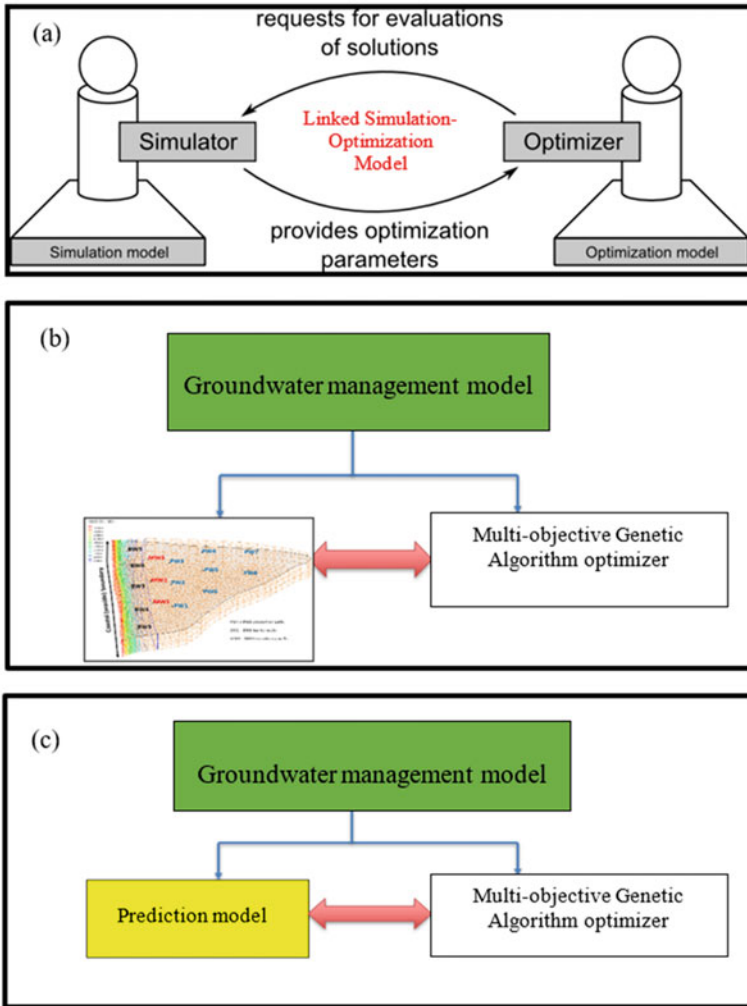 (a)
requests for evaluations
of solutions
Simulator
Linked Simulation-
Optimization
Model
Optimizer
provides optimization
parameters
Simulation model
Optimization model
(b)
Groundwater management model
Multi-objective Genetic
Algorithm optimizer
(c)
Groundwater management model
Prediction model
Multi-objective Genetic
Algorithm optimizer